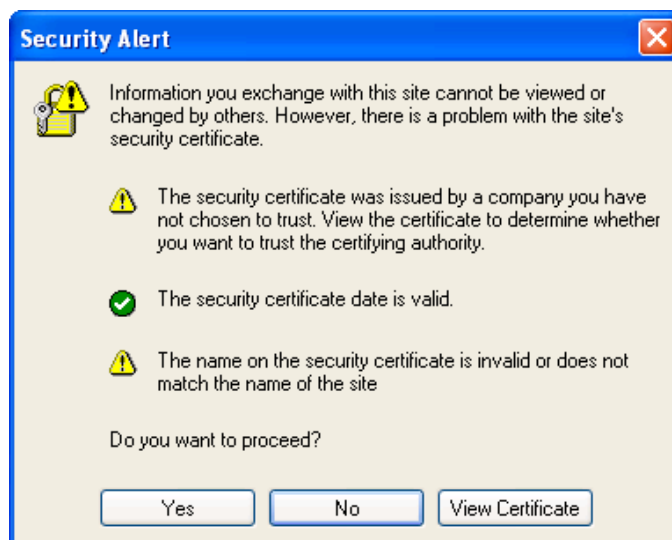 Security Alert
Information you exchange with this site cannot be viewed or
changed by others. However, there is a problem with the site's
security certificate.
The security certificate was issued by a company you have
not chosen to trust. View the certificate to determine whether
you want to trust the certifying authority.
The security certificate date is valid.
The name on the security certificate is invalid or does not
match the name of the site
Do you want to proceed?
Yes
No
View Certificate